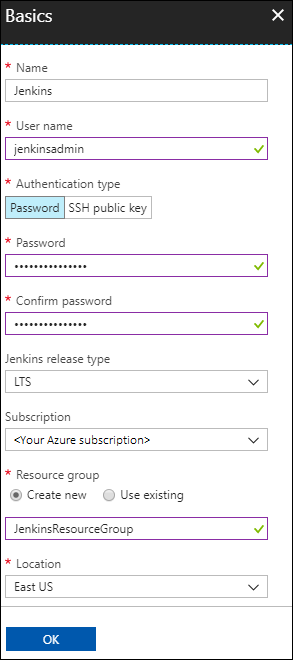 Basics
* Name
Jenkins
* User name
jenkinsadmin
* Authentication type
Password SSH public key
* Password
•••••••••••••••
* Confirm password
•••••••••••••••
Jenkins release type
LTS
Subscription
<Your Azure subscription>
* Resource group
Create new Use existing
JenkinsResourceGroup
* Location
East US
OK